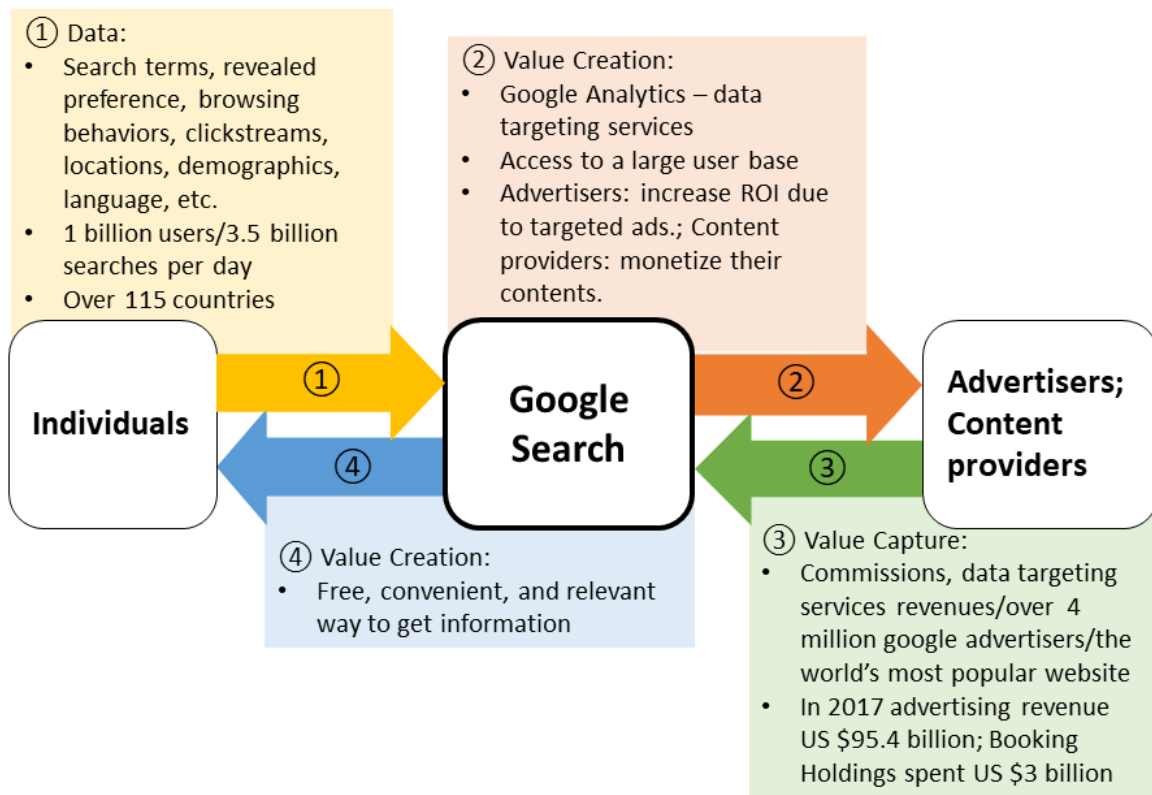 ① Data:
• Search terms, revealed
preference, browsing
behaviors, clickstreams,
locations, demographics,
language, etc.
• 1 billion users/3.5 billion
searches per day
• Over 115 countries
② Value Creation:
• Google Analytics – data
targeting services
• Access to a large user base
• Advertisers: increase ROI due
to targeted ads.; Content
providers: monetize their
contents.
Individuals
①
④
Google
Search
②
③
Advertisers;
Content
providers
④ Value Creation:
• Free, convenient, and relevant
way to get information
③ Value Capture:
• Commissions, data targeting
services revenues/over 4
million google advertisers/the
world's most popular website
• In 2017 advertising revenue
US $95.4 billion; Booking
Holdings spent US $3 billion